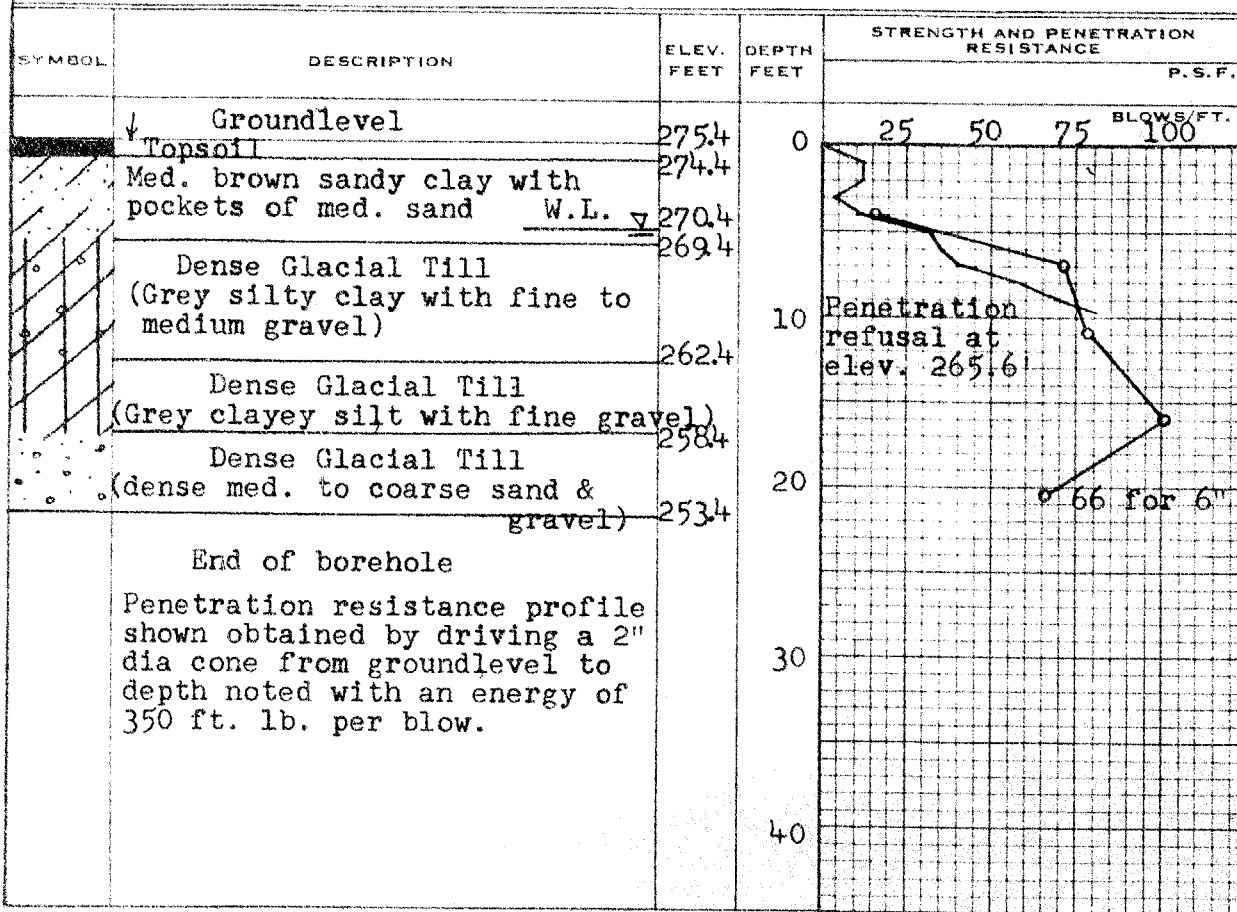 SYMBOL
DESCRIPTION
ELEV.
FEET
DEPTH
FEET
STRENGTH AND PENETRATION
RESISTANCE
P.S.F.
BLOWS/FT.
25 50 75 100
Groundlevel
275.4
0
Topsoil
274.4
Med. brown sandy clay with
pockets of med. sand W.L. 270.4
269.4
Dense Glacial Till
(Grey silty clay with fine to
medium gravel)
262.4
10
Penetration
refusal at
elev. 265.6'
Dense Glacial Till
(Grey clayey silt with fine gravel)
258.4
Dense Glacial Till
(dense med. to coarse sand &
gravel)
253.4
20
66 for 6"
End of borehole
Penetration resistance profile
shown obtained by driving a 2"
dia cone from groundlevel to
depth noted with an energy of
350 ft. lb. per blow.
30
40